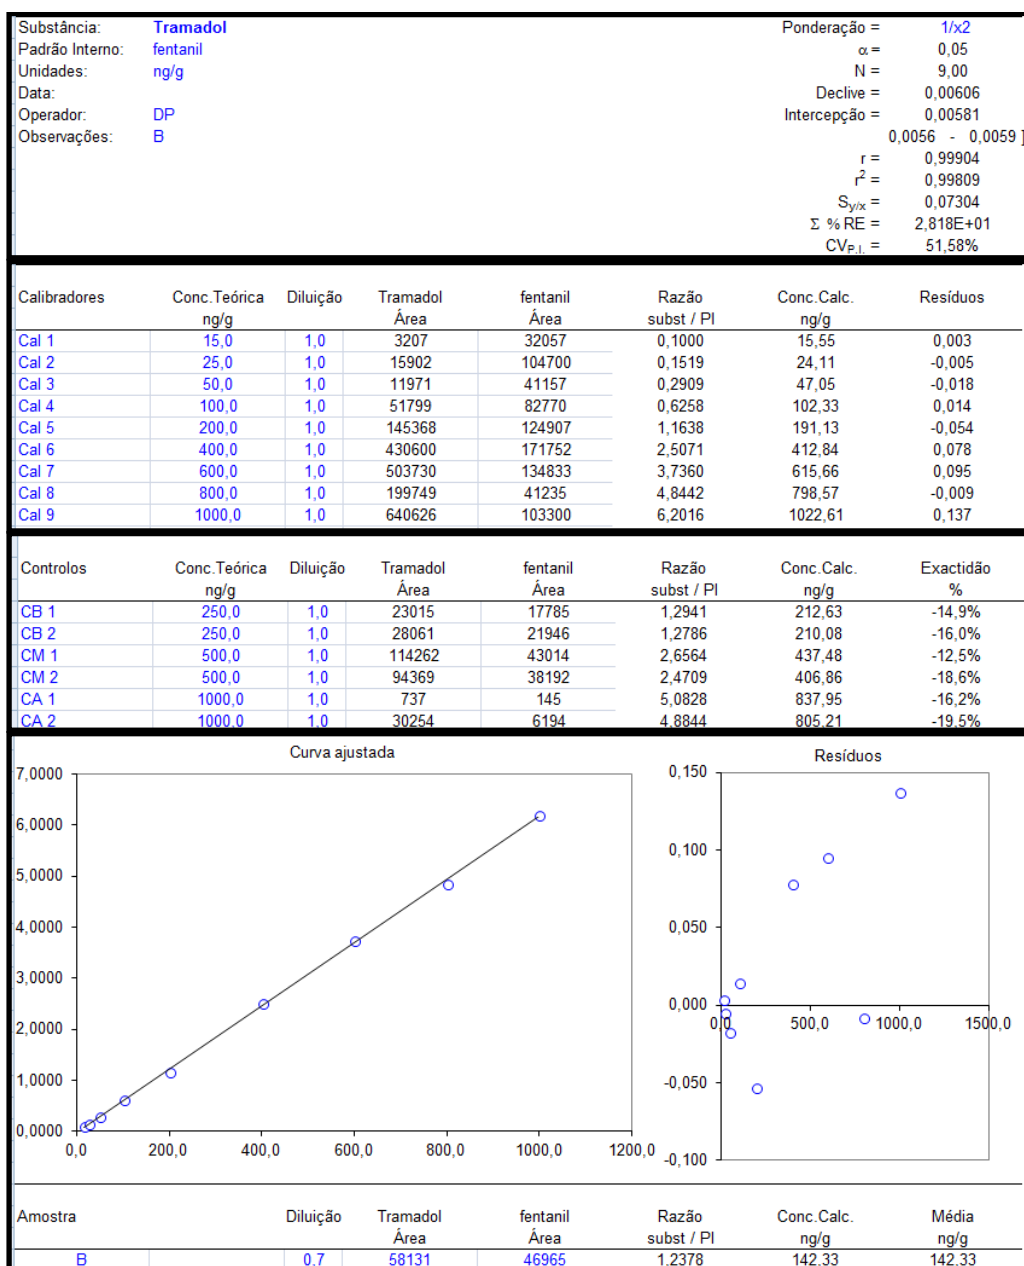 Substância: Tramadol Ponderação = 1/x2
Padrão Interno: fentanil α = 0,05
Unidades: ng/g N = 9,00
Data: Declive = 0,00606
Operador: DP Intercepção = 0,00581
Observações: B 0,0056 - 0,0059 ]
r = 0,99904
r² = 0,99809
Sy/x = 0,07304
Σ %RE = 2,818E+01
CVP.I. = 51,58%
Calibradores Conc.Teórica Diluição Tramadol fentanil Razão Conc.Calc. Resíduos
ng/g Área Área subst / PI ng/g
Cal 1 15,0 1,0 3207 32057 0,1000 15,55 0,003
Cal 2 25,0 1,0 15902 104700 0,1519 24,11 -0,005
Cal 3 50,0 1,0 11971 41157 0,2909 47,05 -0,018
Cal 4 100,0 1,0 51799 82770 0,6258 102,33 0,014
Cal 5 200,0 1,0 145368 124907 1,1638 191,13 -0,054
Cal 6 400,0 1,0 430600 171752 2,5071 412,84 0,078
Cal 7 600,0 1,0 503730 134833 3,7360 615,66 0,095
Cal 8 800,0 1,0 199749 41235 4,8442 798,57 -0,009
Cal 9 1000,0 1,0 640626 103300 6,2016 1022,61 0,137
Controlos Conc.Teórica Diluição Tramadol fentanil Razão Conc.Calc. Exactidão
ng/g Área Área subst / PI ng/g %
CB 1 250,0 1,0 23015 17785 1,2941 212,63 -14,9%
CB 2 250,0 1,0 28061 21946 1,2786 210,08 -16,0%
CM 1 500,0 1,0 114262 43014 2,6564 437,48 -12,5%
CM 2 500,0 1,0 94369 38192 2,4709 406,86 -18,6%
CA 1 1000,0 1,0 737 145 5,0828 837,95 -16,2%
CA 2 1000,0 1,0 30254 6194 4,8844 805,21 -19,5%
Curva ajustada
7,0000
6,0000
5,0000
4,0000
3,0000
2,0000
1,0000
0,0000
0,0 200,0 400,0 600,0 800,0 1000,0 1200,0
Resíduos
0,150
0,100
0,050
0,000
-0,050
-0,100
0,0 500,0 1000,0 1500,0
Amostra Diluição Tramadol fentanil Razão Conc.Calc. Média
Área Área subst / PI ng/g ng/g
B 0,7 58131 46965 1,2378 142,33 142,33